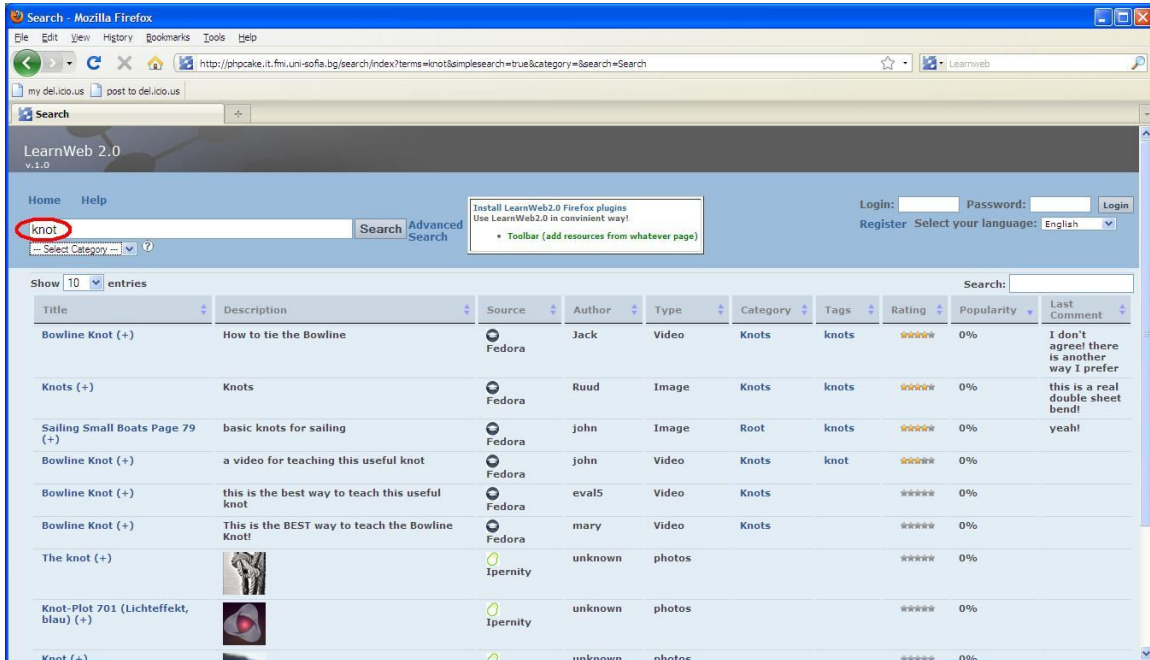 Search - Mozilla Firefox
File Edit View History Bookmarks Tools Help
http://phpcake.it.fmi.uni-sofia.bg/search/index?terms=knot&simplesearch=true&category=&search=Search
Learnweb
my del.icio.us post to del.icio.us
Search
LearnWeb 2.0
v.1.0
Home Help
knot Search Advanced Search
--- Select Category --- ?
Install LearnWeb2.0 Firefox plugins
Use LearnWeb2.0 in convinient way!
• Toolbar (add resources from whatever page)
Login: Password: Login
Register Select your language: English
Show 10 entries Search:
Title Description Source Author Type Category Tags Rating Popularity Last Comment
Bowline Knot (+) How to tie the Bowline Fedora Jack Video Knots knots 0% I don't agree! there is another way I prefer
Knots (+) Knots Fedora Ruud Image Knots knots 0% this is a real double sheet bend!
Sailing Small Boats Page 79 (+) basic knots for sailing Fedora john Image Root knots 0% yeah!
Bowline Knot (+) a video for teaching this useful knot Fedora john Video Knots knot 0%
Bowline Knot (+) this is the best way to teach this useful knot Fedora eval5 Video Knots 0%
Bowline Knot (+) This is the BEST way to teach the Bowline Knot! Fedora mary Video Knots 0%
The knot (+) Ipernity unknown photos 0%
Knot-Plot 701 (Lichteffekt, blau) (+) Ipernity unknown photos 0%
Knot (+) unknown photos 0%